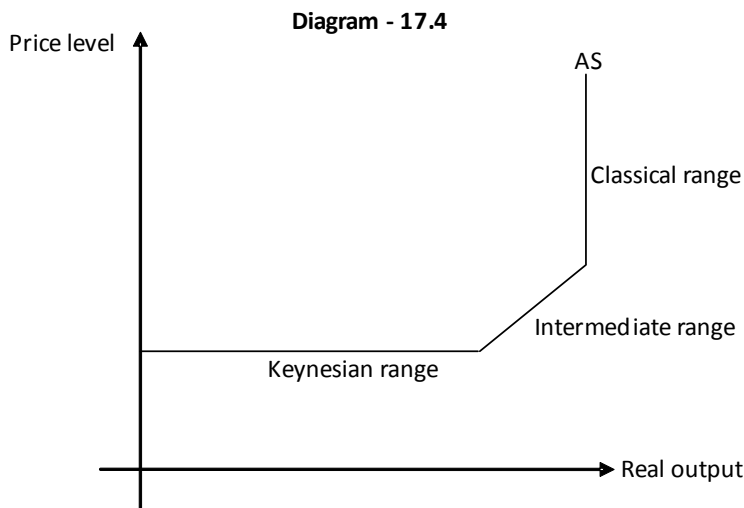 Diagram - 17.4
Price level
AS
Classical range
Intermediate range
Keynesian range
Real output